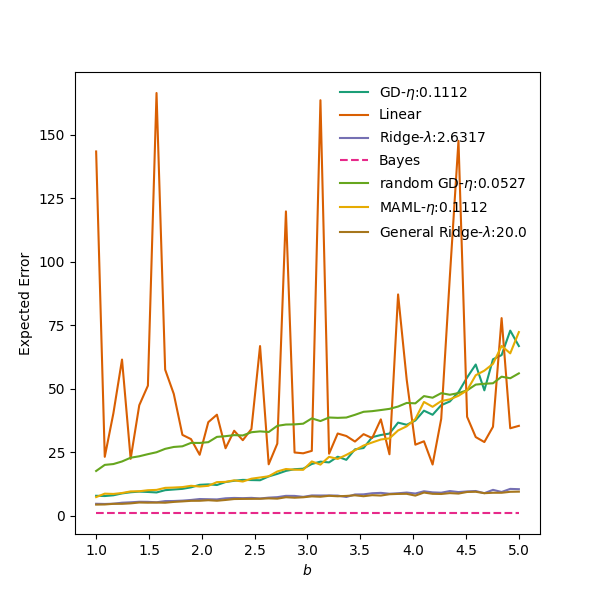 GD-η:0.1112
Linear
Ridge-λ:2.6317
Bayes
random GD-η:0.0527
MAML-η:0.1112
General Ridge-λ:20.0
Expected Error
150
125
100
75
50
25
0
1.0 1.5 2.0 2.5 3.0 3.5 4.0 4.5 5.0
b